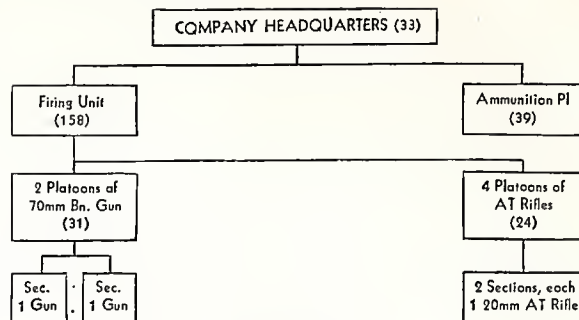 COMPANY HEADQUARTERS (33)
Firing Unit
(158)
Ammunition Pl
(39)
2 Platoons of
70mm Bn. Gun
(31)
4 Platoons of
AT Rifles
(24)
Sec.
1 Gun
Sec.
1 Gun
2 Sections, each
1 20mm AT Rifle